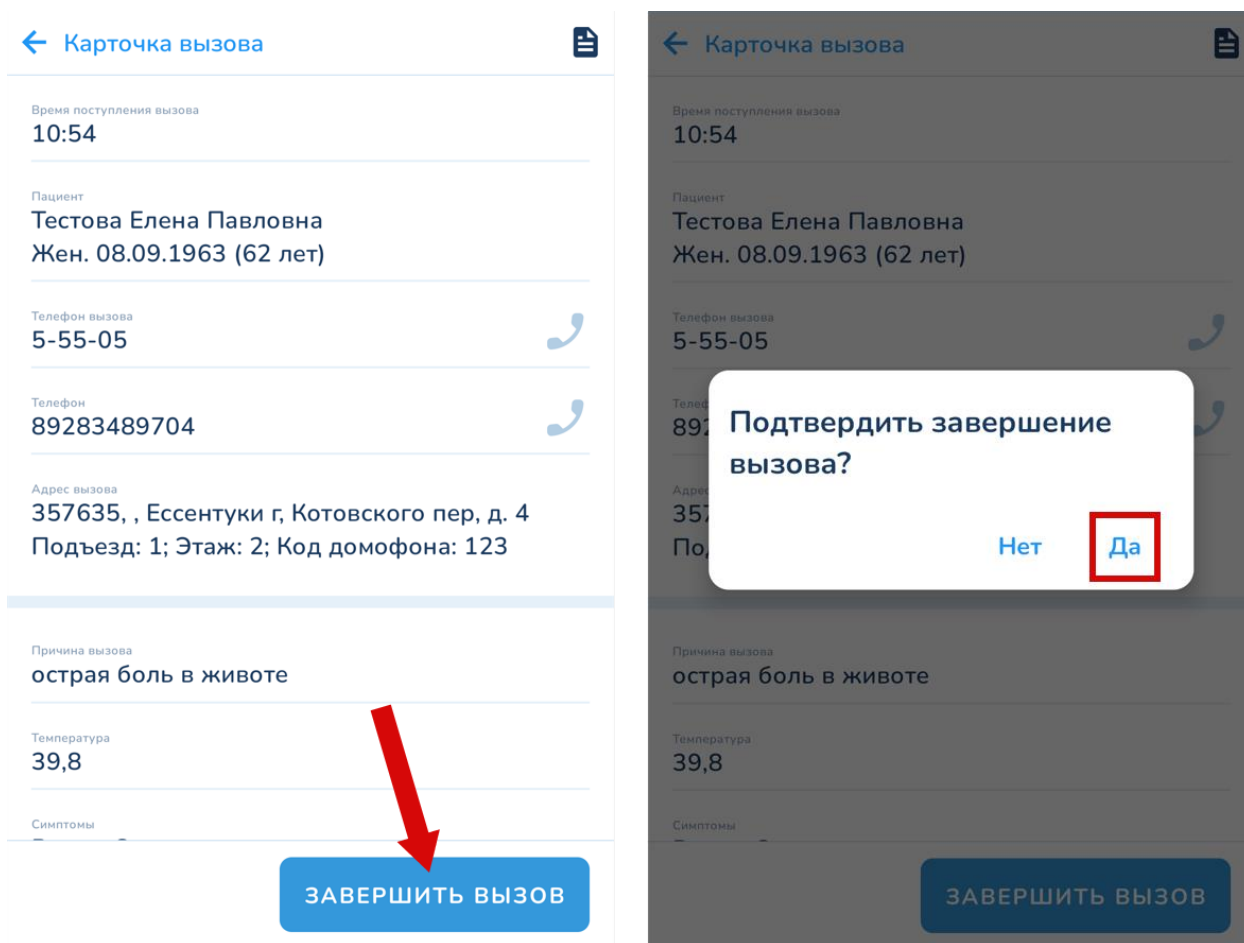 Карточка вызова
Время поступления вызова
10:54
Пациент
Тестова Елена Павловна
Жен. 08.09.1963 (62 лет)
Телефон вызова
5-55-05
Телефон
89283489704
Адрес вызова
357635, , Ессентуки г, Котовского пер, д. 4
Подъезд: 1; Этаж: 2; Код домофона: 123
Причина вызова
острая боль в животе
Температура
39,8
Симптомы
ЗАВЕРШИТЬ ВЫЗОВ
Карточка вызова
Время поступления вызова
10:54
Пациент
Тестова Елена Павловна
Жен. 08.09.1963 (62 лет)
Телефон вызова
5-55-05
Подтвердить завершение
вызова?
Нет Да
Причина вызова
острая боль в животе
Температура
39,8
Симптомы
ЗАВЕРШИТЬ ВЫЗОВ